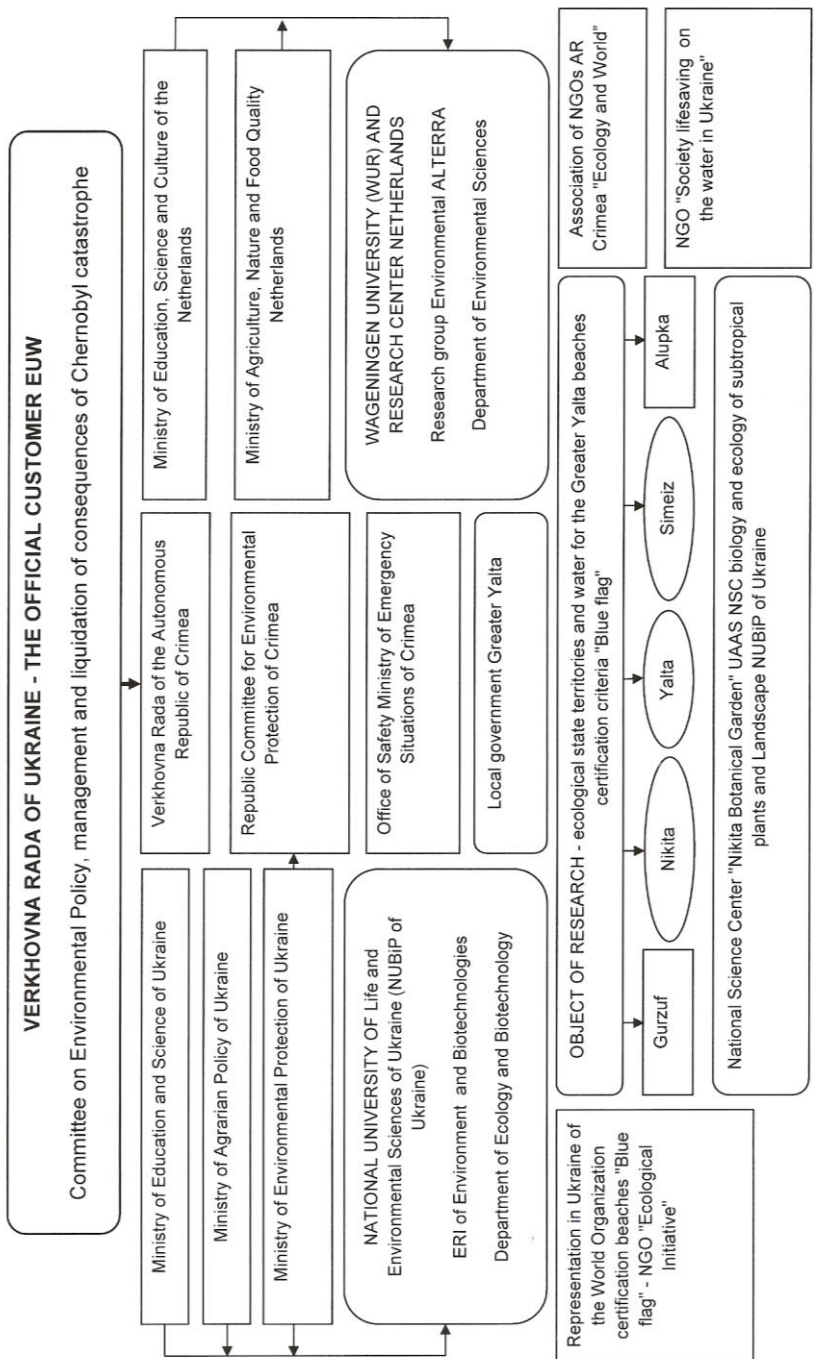 VERKHOVNA RADA OF UKRAINE - THE OFFICIAL CUSTOMER EUW
Committee on Environmental Policy, management and liquidation of consequences of Chernobyl catastrophe
Ministry of Education and Science of Ukraine
Ministry of Agrarian Policy of Ukraine
Ministry of Environmental Protection of Ukraine
NATIONAL UNIVERSITY OF Life and
Environmental Sciences of Ukraine (NUBiP of
Ukraine)
ERI of Environment and Biotechnologies
Department of Ecology and Biotechnology
Verkhovna Rada of the Autonomous
Republic of Crimea
Republic Committee for Environmental
Protection of Crimea
Office of Safety Ministry of Emergency
Situations of Crimea
Local government Greater Yalta
Ministry of Education, Science and Culture of the
Netherlands
Ministry of Agriculture, Nature and Food Quality
Netherlands
WAGENINGEN UNIVERSITY (WUR) AND
RESEARCH CENTER NETHERLANDS
Research group Environmental ALTERRA
Department of Environmental Sciences
Representation in Ukraine of
the World Organization
certification beaches "Blue
flag" - NGO "Ecological
Initiative"
OBJECT OF RESEARCH - ecological state territories and water for the Greater Yalta beaches
certification criteria "Blue flag"
Gurzuf
Nikita
Yalta
Simeiz
Alupka
National Science Center "Nikita Botanical Garden" UAAS NSC biology and ecology of subtropical
plants and Landscape NUBiP of Ukraine
Association of NGOs AR
Crimea "Ecology and World"
NGO "Society lifesaving on
the water in Ukraine"